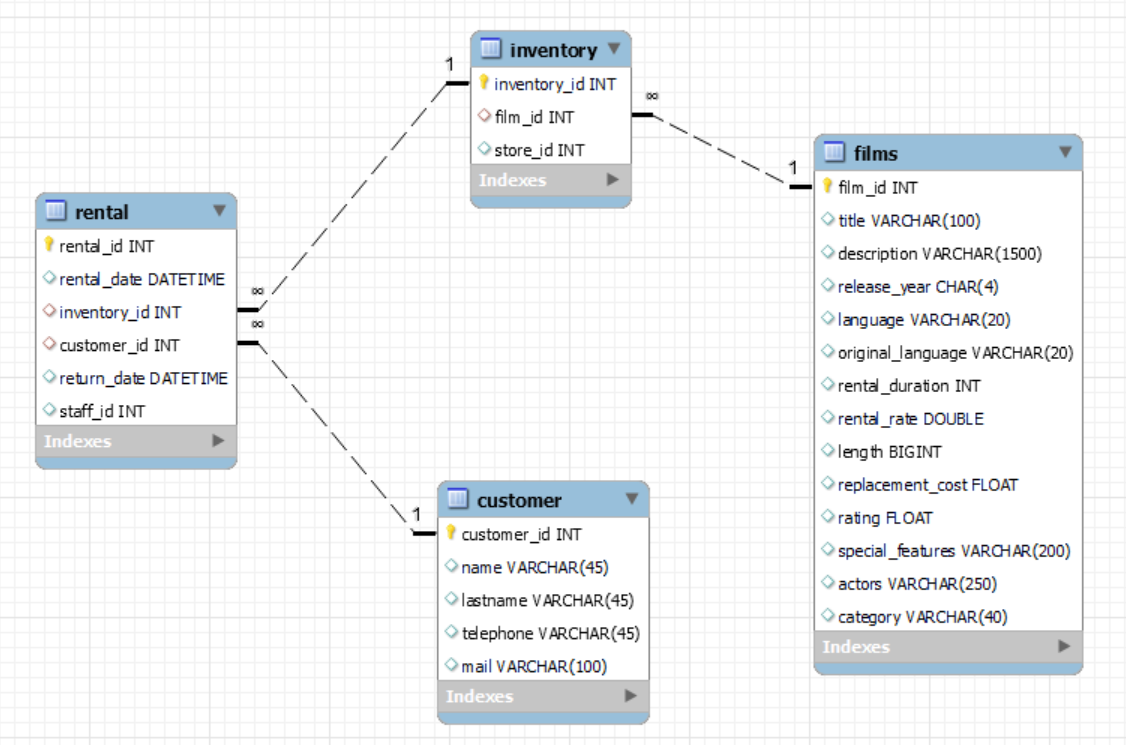 inventory
1
inventory_id INT
∞
film_id INT
store_id INT
Indexes
films
1
film_id INT
title VARCHAR(100)
description VARCHAR(1500)
release_year CHAR(4)
language VARCHAR(20)
original_language VARCHAR(20)
rental_duration INT
rental_rate DOUBLE
length BIGINT
replacement_cost FLOAT
rating FLOAT
special_features VARCHAR(200)
actors VARCHAR(250)
category VARCHAR(40)
Indexes
rental
rental_id INT
rental_date DATETIME
∞
inventory_id INT
∞
customer_id INT
return_date DATETIME
staff_id INT
Indexes
customer
1
customer_id INT
name VARCHAR(45)
lastname VARCHAR(45)
telephone VARCHAR(45)
mail VARCHAR(100)
Indexes